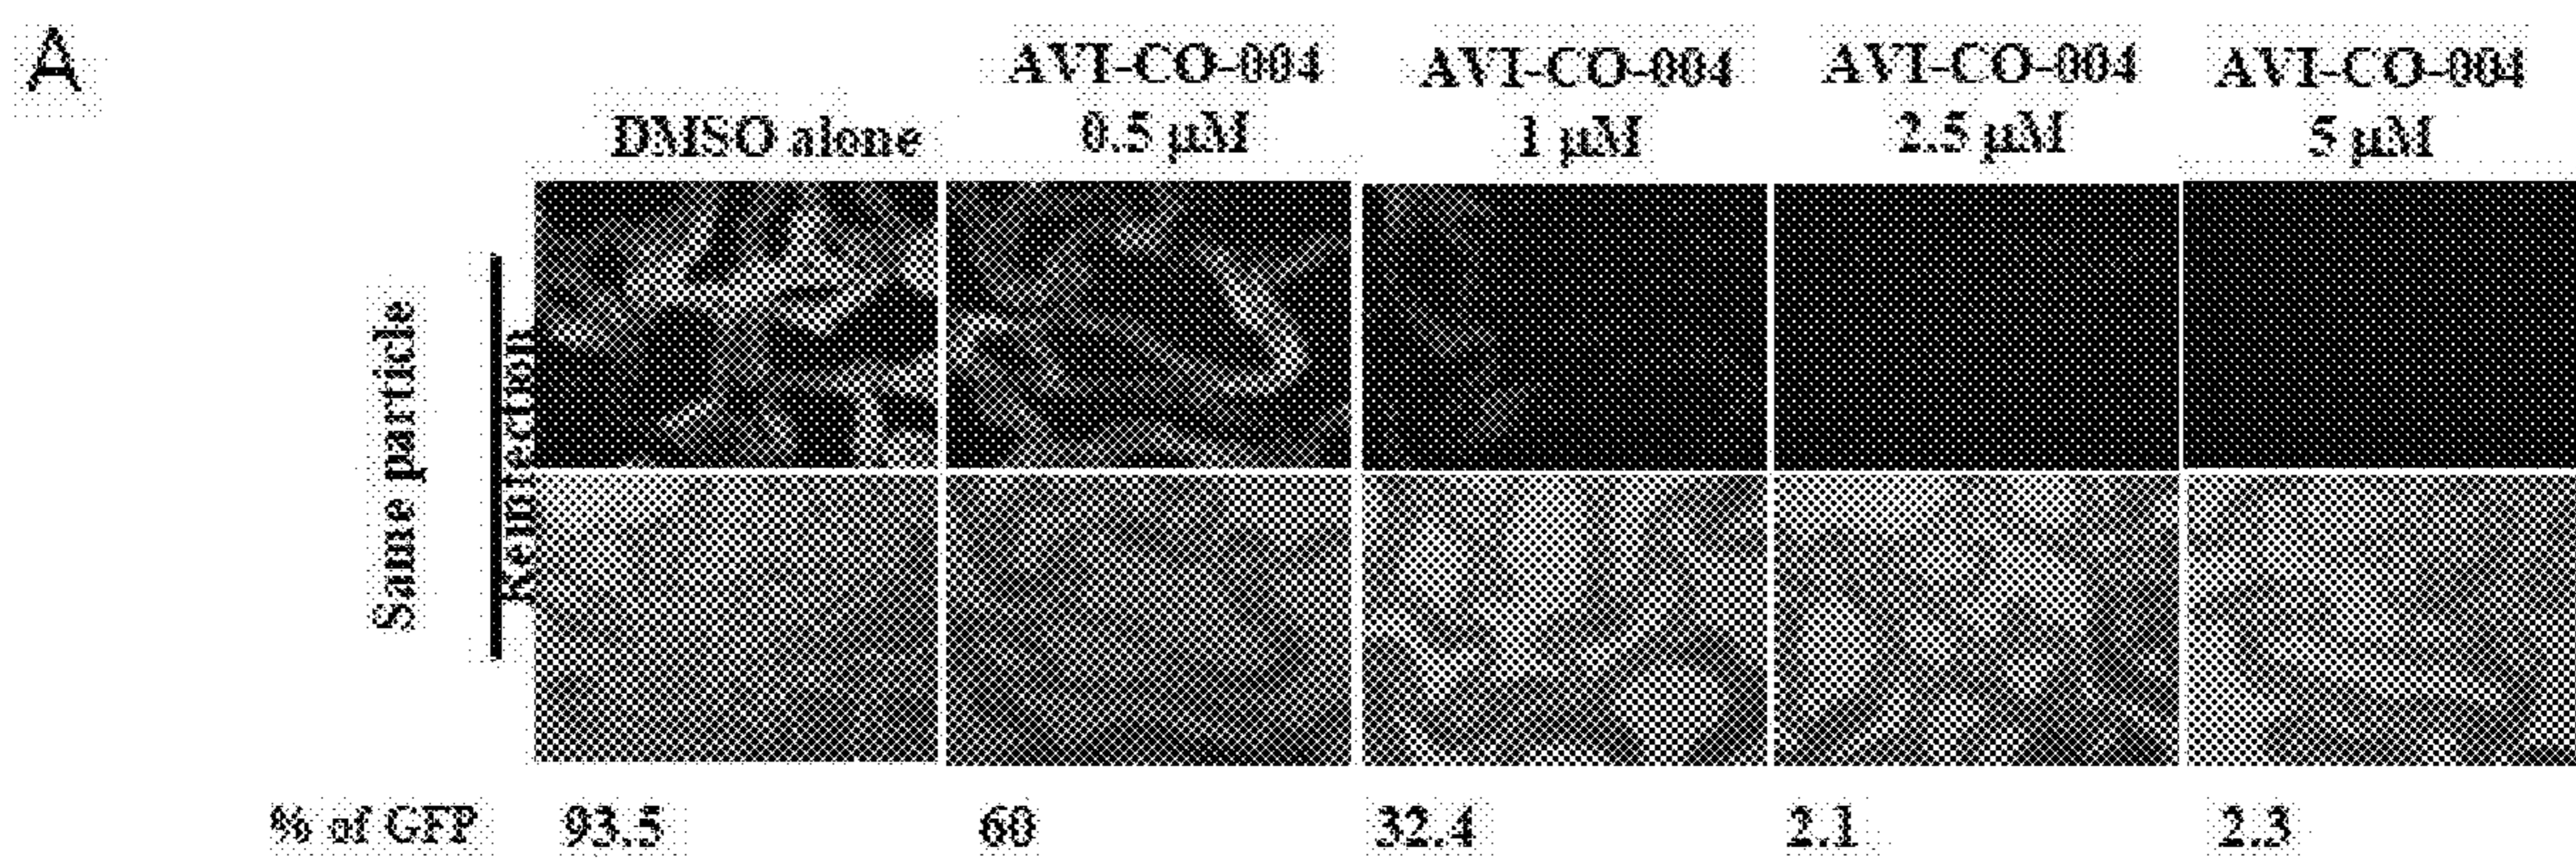 A
DMSO alone
AVI-CO-004
0.5 µM
AVI-CO-004
1 µM
AVI-CO-004
2.5 µM
AVI-CO-004
5 µM
Same particle
Reinfection
% of GFP 93.5 60 32.4 2.1 2.3